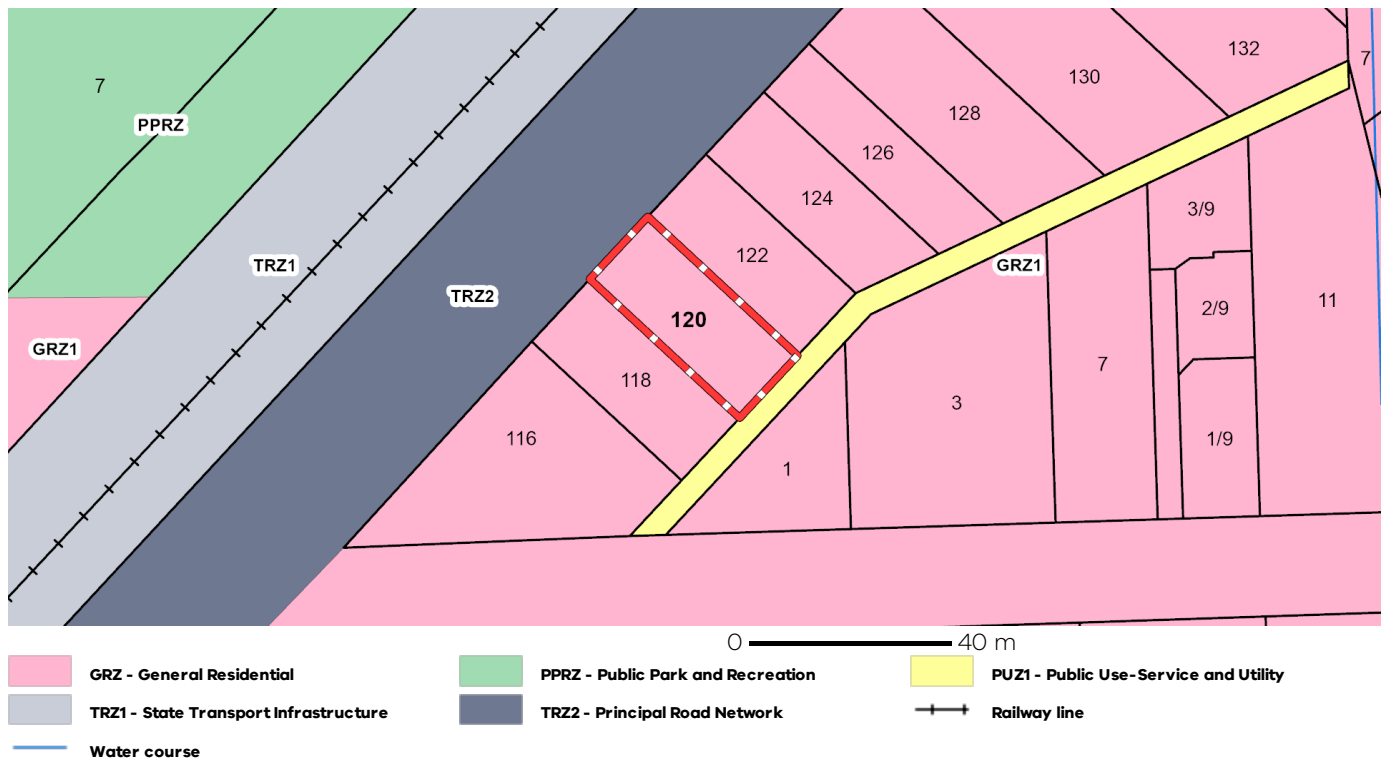 132
7
130
7
128
PPRZ
126
124
3/9
122
TRZ1
GRZ1
TRZ2
11
2/9
120
GRZ1
7
118
3
116
1/9
1
0 40 m
GRZ - General Residential
PPRZ - Public Park and Recreation
PUZ1 - Public Use-Service and Utility
TRZ1 - State Transport Infrastructure
TRZ2 - Principal Road Network
Railway line
Water course